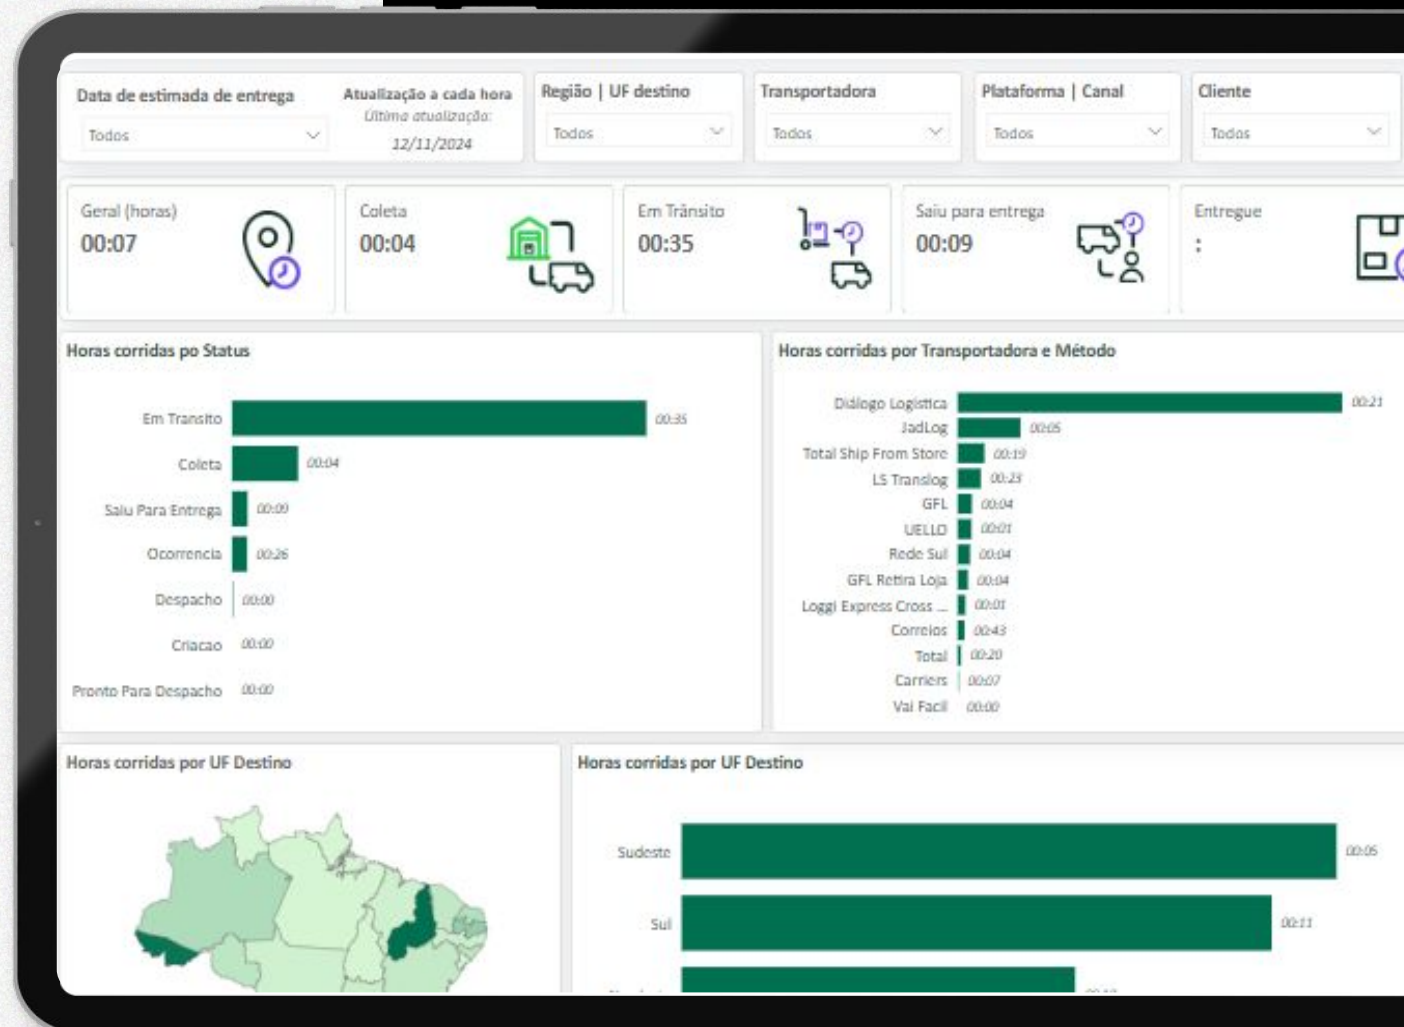 Data de estimada de entrega
Todos
Atualização a cada hora
Última atualização:
12/11/2024
Região | UF destino
Todos
Transportadora
Todos
Plataforma | Canal
Todos
Cliente
Todos
Geral (horas)
00:07
Coleta
00:04
Em Trânsito
00:35
Saiu para entrega
00:09
Entregue
:
Horas corridas po Status
Em Transito 00:35
Coleta 00:04
Saiu Para Entrega 00:09
Ocorrencia 00:26
Despacho 00:00
Criacao 00:00
Pronto Para Despacho 00:00
Horas corridas por Transportadora e Método
Diálogo Logística 00:21
JadLog 00:05
Total Ship From Store 00:19
LS Translog 00:23
GFL 00:04
UELLO 00:01
Rede Sul 00:04
GFL Retira Loja 00:04
Loggi Express Cross ... 00:01
Correios 00:43
Total 00:20
Carriers 00:07
Vai Facil 00:00
Horas corridas por UF Destino
Horas corridas por UF Destino
Sudeste 00:05
Sul 00:11